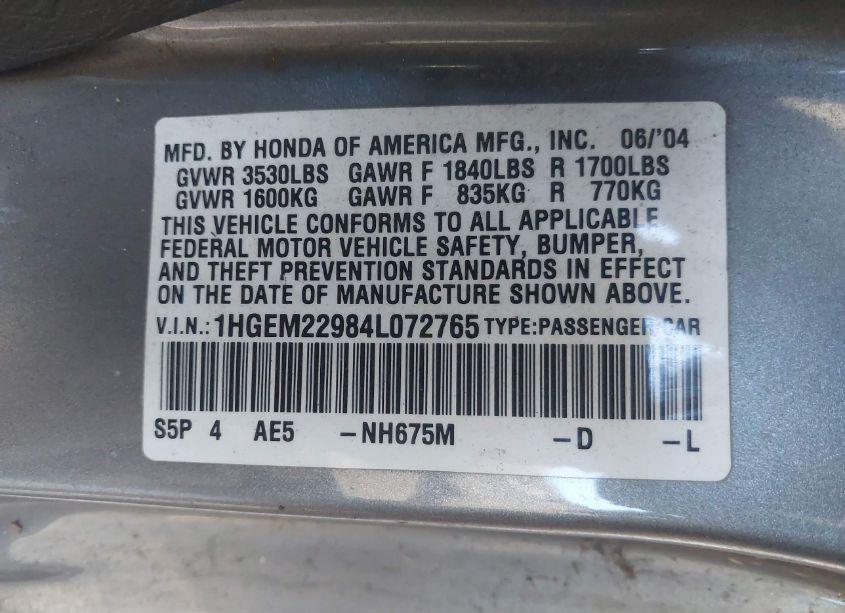 MFD. BY HONDA OF AMERICA MFG., INC. 06/'04
GVWR 3530LBS GAWR F 1840LBS R 1700LBS
GVWR 1600KG GAWR F 835KG R 770KG
THIS VEHICLE CONFORMS TO ALL APPLICABLE
FEDERAL MOTOR VEHICLE SAFETY, BUMPER,
AND THEFT PREVENTION STANDARDS IN EFFECT
ON THE DATE OF MANUFACTURE SHOWN ABOVE.
V.I.N.: 1HGEM22984L072765 TYPE:PASSENGER CAR
S5P 4 AE5 -NH675M -D -L